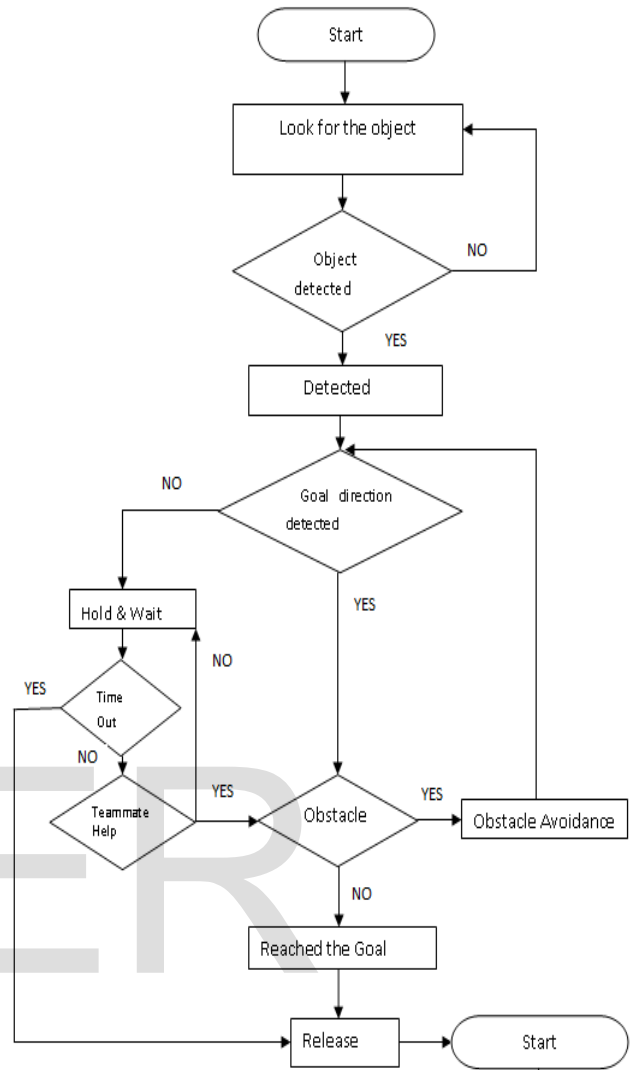 Start
Look for the object
Object
detected
NO
YES
Detected
NO
Goal direction
detected
YES
Hold & Wait
NO
YES
Time
Out
NO
Teammate
Help
YES
Obstacle
YES
Obstacle Avoidance
NO
Reached the Goal
Release
Start
ER